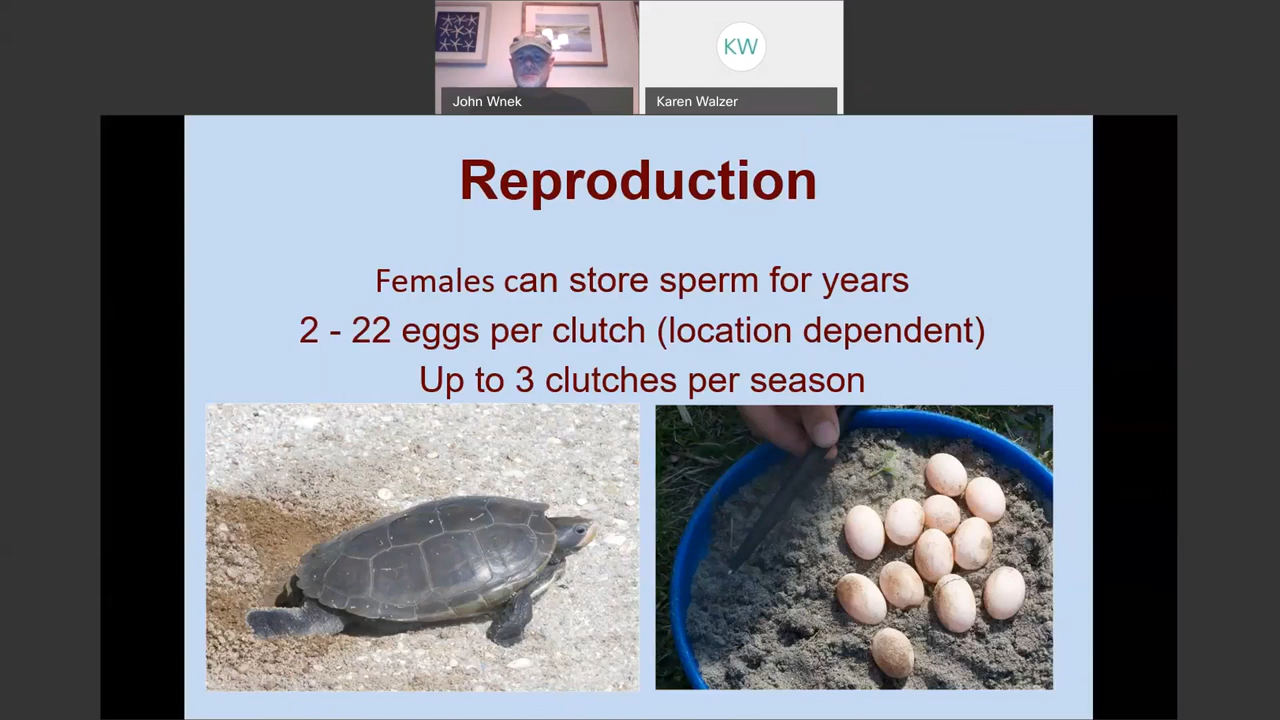 KW
John Wnek
Karen Walzer
Reproduction
Females can store sperm for years
2 - 22 eggs per clutch (location dependent)
Up to 3 clutches per season